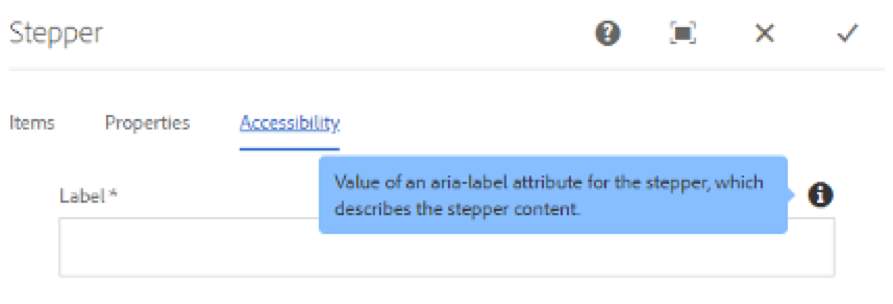 Stepper
Items Properties Accessibility
Label*
Value of an aria-label attribute for the stepper, which
describes the stepper content.